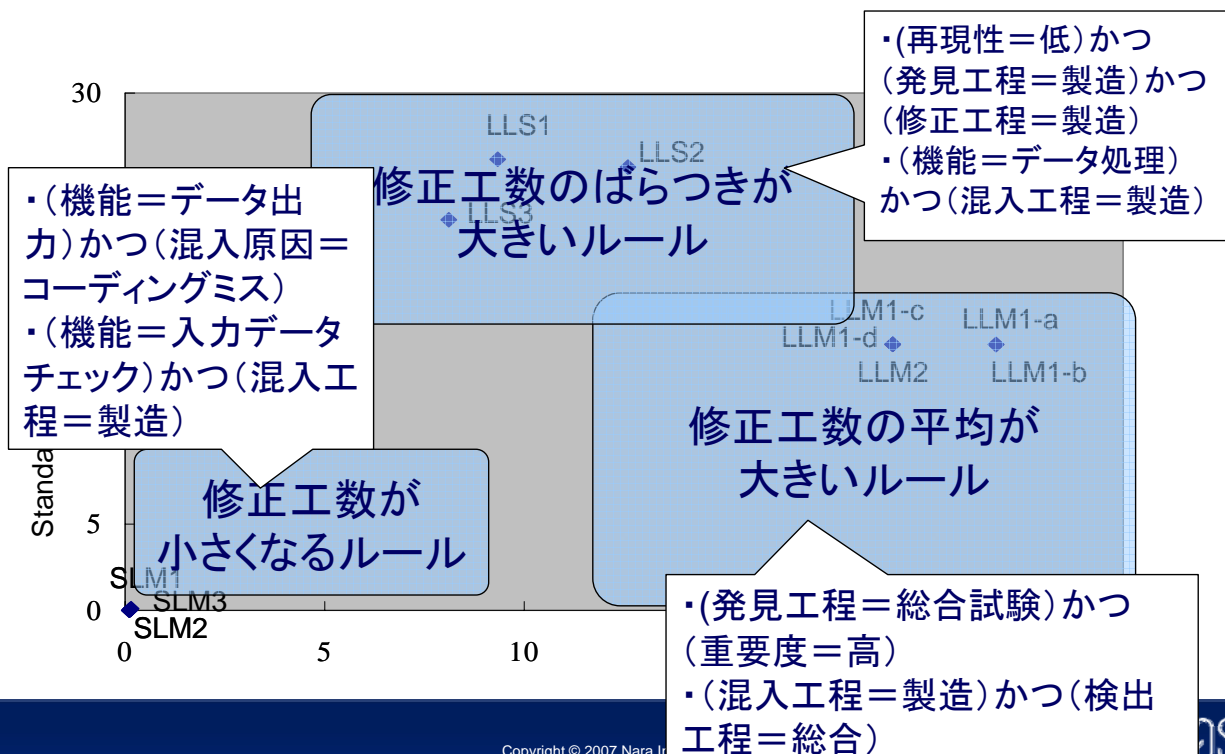 ・(再現性＝低)かつ
(発見工程＝製造)かつ
(修正工程＝製造)
・(機能＝データ処理)
かつ(混入工程＝製造)
30
LLS1
LLS2
LLS3
修正工数のばらつきが
大きいルール
・(機能＝データ出
力)かつ(混入原因＝
コーディングミス)
・(機能＝入力データ
チェック)かつ(混入工
程＝製造)
LLM1-c
LLM1-a
LLM1-d
LLM2
LLM1-b
修正工数の平均が
大きいルール
修正工数が
小さくなるルール
5
SLM1
SLM3
SLM2
0
0
5
10
・(発見工程＝総合試験)かつ
(重要度＝高)
・(混入工程＝製造)かつ(検出
工程＝総合)
Copyright © 2007 Nara